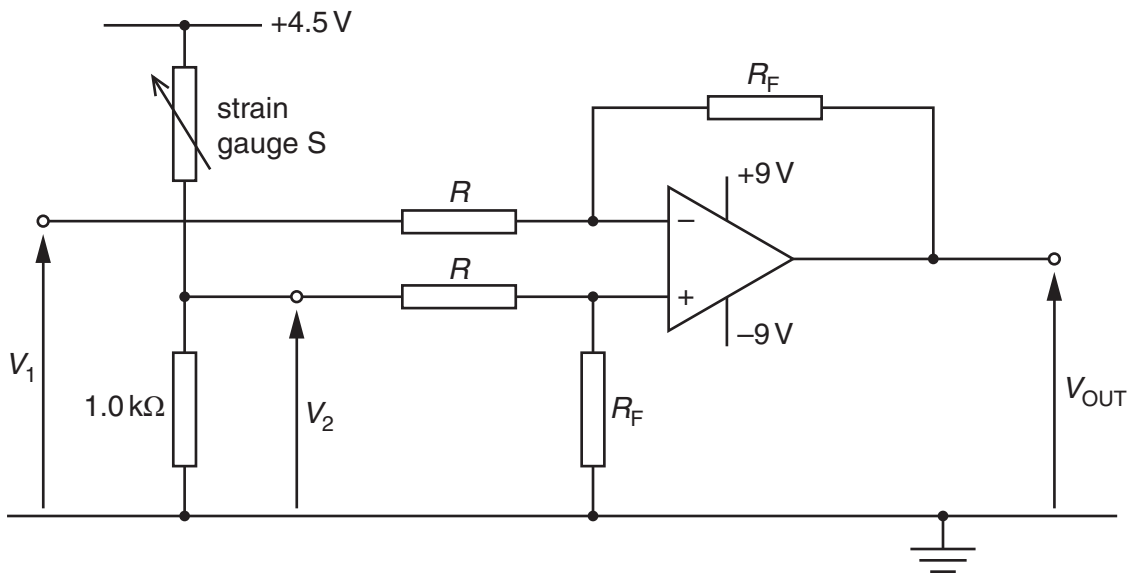 +4.5 V
strain
gauge S
R_F
+9 V
R
−
R
+
−9 V
V_1
1.0 kΩ
V_2
R_F
V_OUT